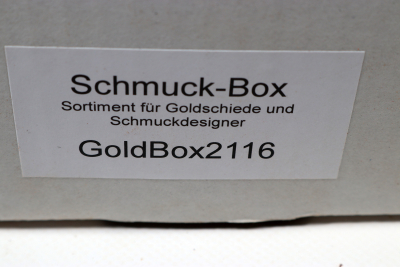 Schmuck-Box
Sortiment für Goldschiede und
Schmuckdesigner
GoldBox2116